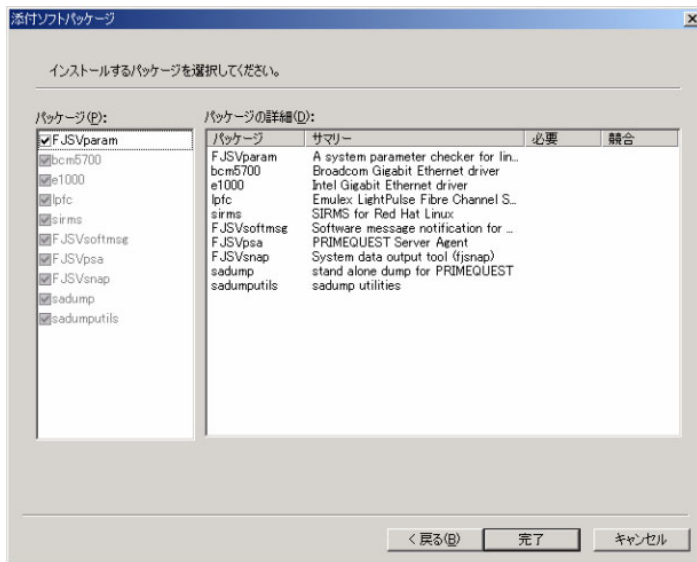 添付ソフトパッケージ
インストールするパッケージを選択してください。
パッケージ(P):
FJSVparam
bcm5700
e1000
lpfc
sirms
FJSVsoftmsg
FJSVpsa
FJSVsnap
sadump
sadumputils
パッケージの詳細(D):
パッケージ サマリー 必要 競合
FJSVparam A system parameter checker for lin...
bcm5700 Broadcom Gigabit Ethernet driver
e1000 Intel Gigabit Ethernet driver
lpfc Emulex LightPulse Fibre Channel S...
sirms SIRMS for Red Hat Linux
FJSVsoftmsg Software message notification for ...
FJSVpsa PRIMEQUEST Server Agent
FJSVsnap System data output tool (fjsnap)
sadump stand alone dump for PRIMEQUEST
sadumputils sadump utilities
< 戻る(B) 完了 キャンセル